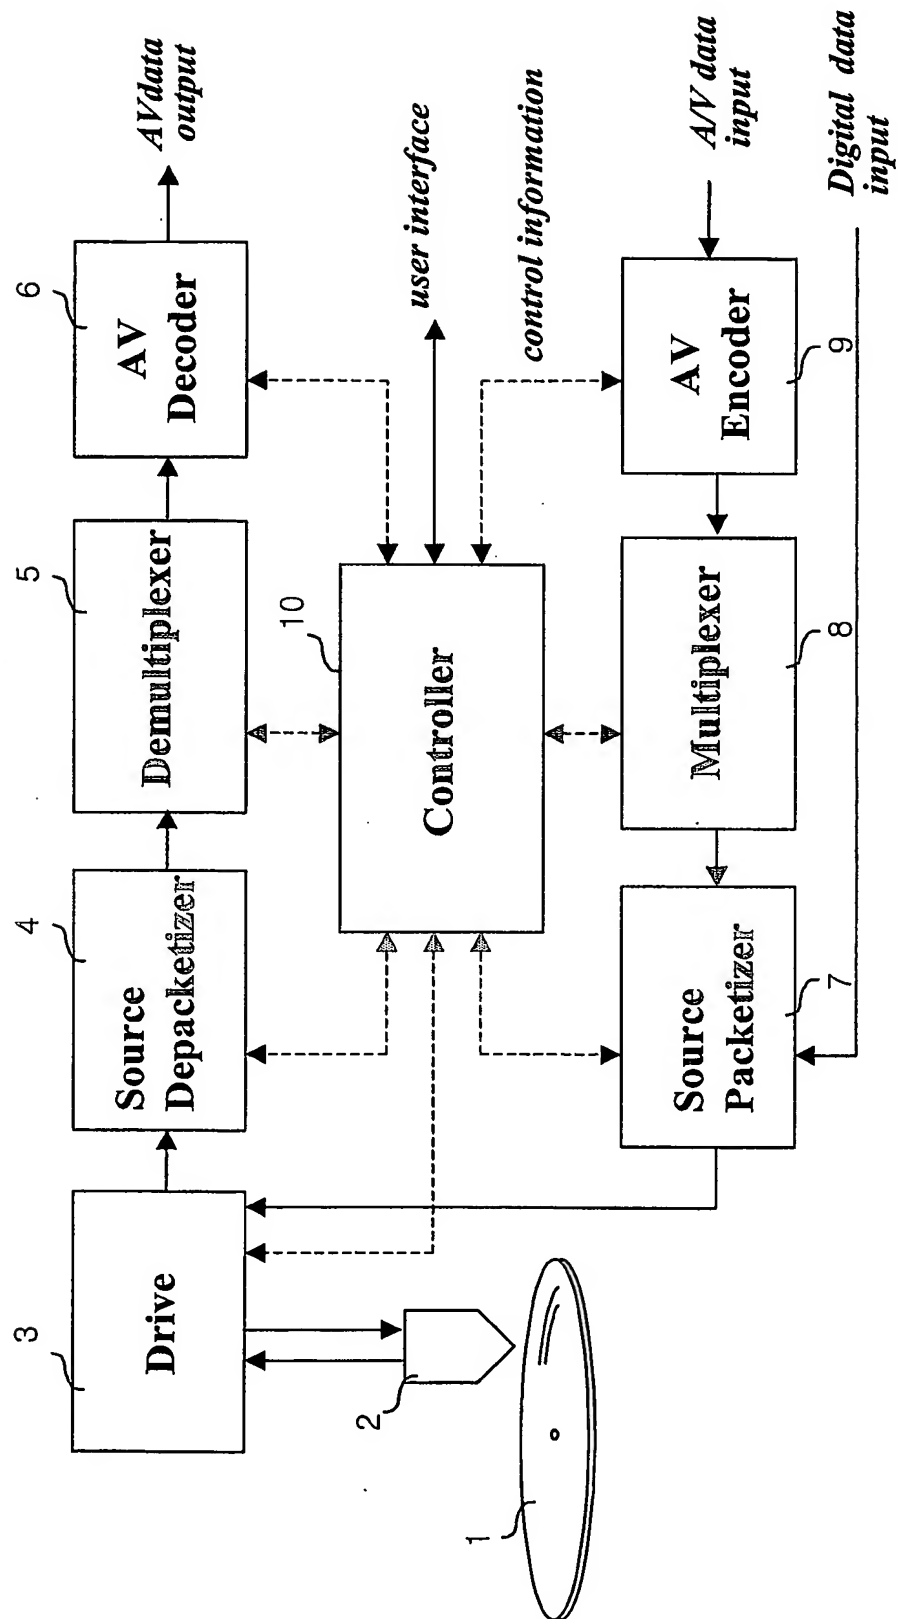 3
Drive
4
Source
Depacketizer
5
Demultiplexer
6
AV
Decoder
AVdata
output
2
1
10
Controller
user interface
control information
Source
Packetizer
7
Multiplexer
8
AV
Encoder
9
A/V data
input
Digital data
input